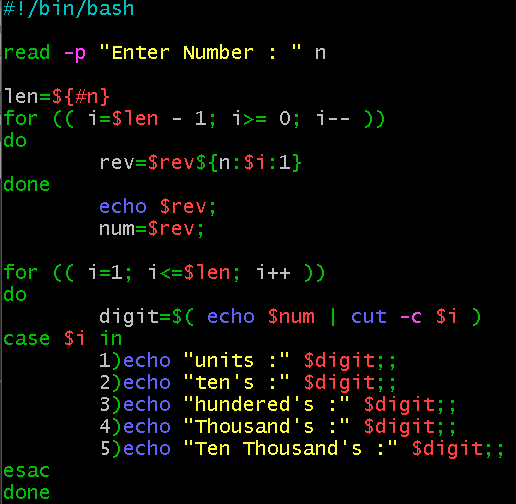 #!/bin/bash
read -p "Enter Number : " n
len=${#n}
for (( i=$len - 1; i>= 0; i-- ))
do
rev=$rev${n:$i:1}
done
echo $rev;
num=$rev;
for (( i=1; i<=$len; i++ ))
do
digit=$( echo $num | cut -c $i )
case $i in
1)echo "units :" $digit;;
2)echo "ten's :" $digit;;
3)echo "hundered's :" $digit;;
4)echo "Thousand's :" $digit;;
5)echo "Ten Thousand's :" $digit;;
esac
done